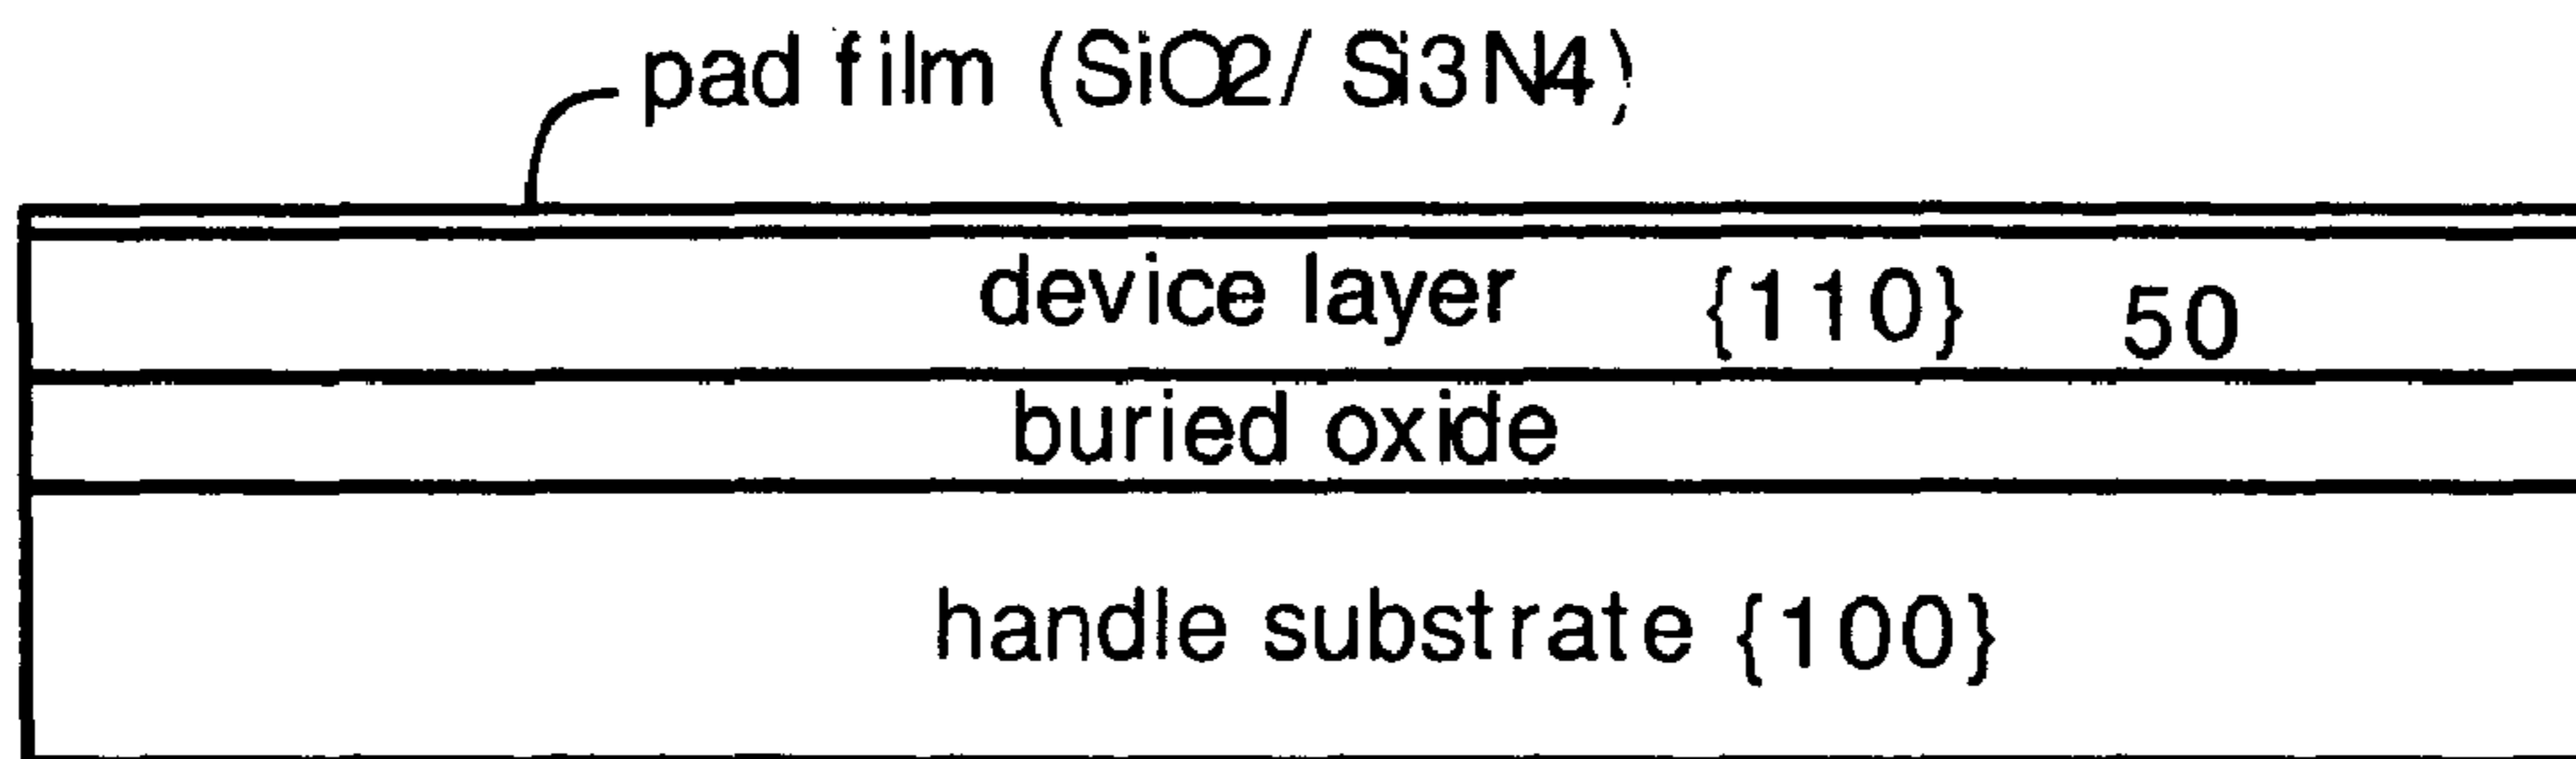 pad film (SiO2/ Si3N4)
device layer {110} 50
buried oxide
handle substrate {100}